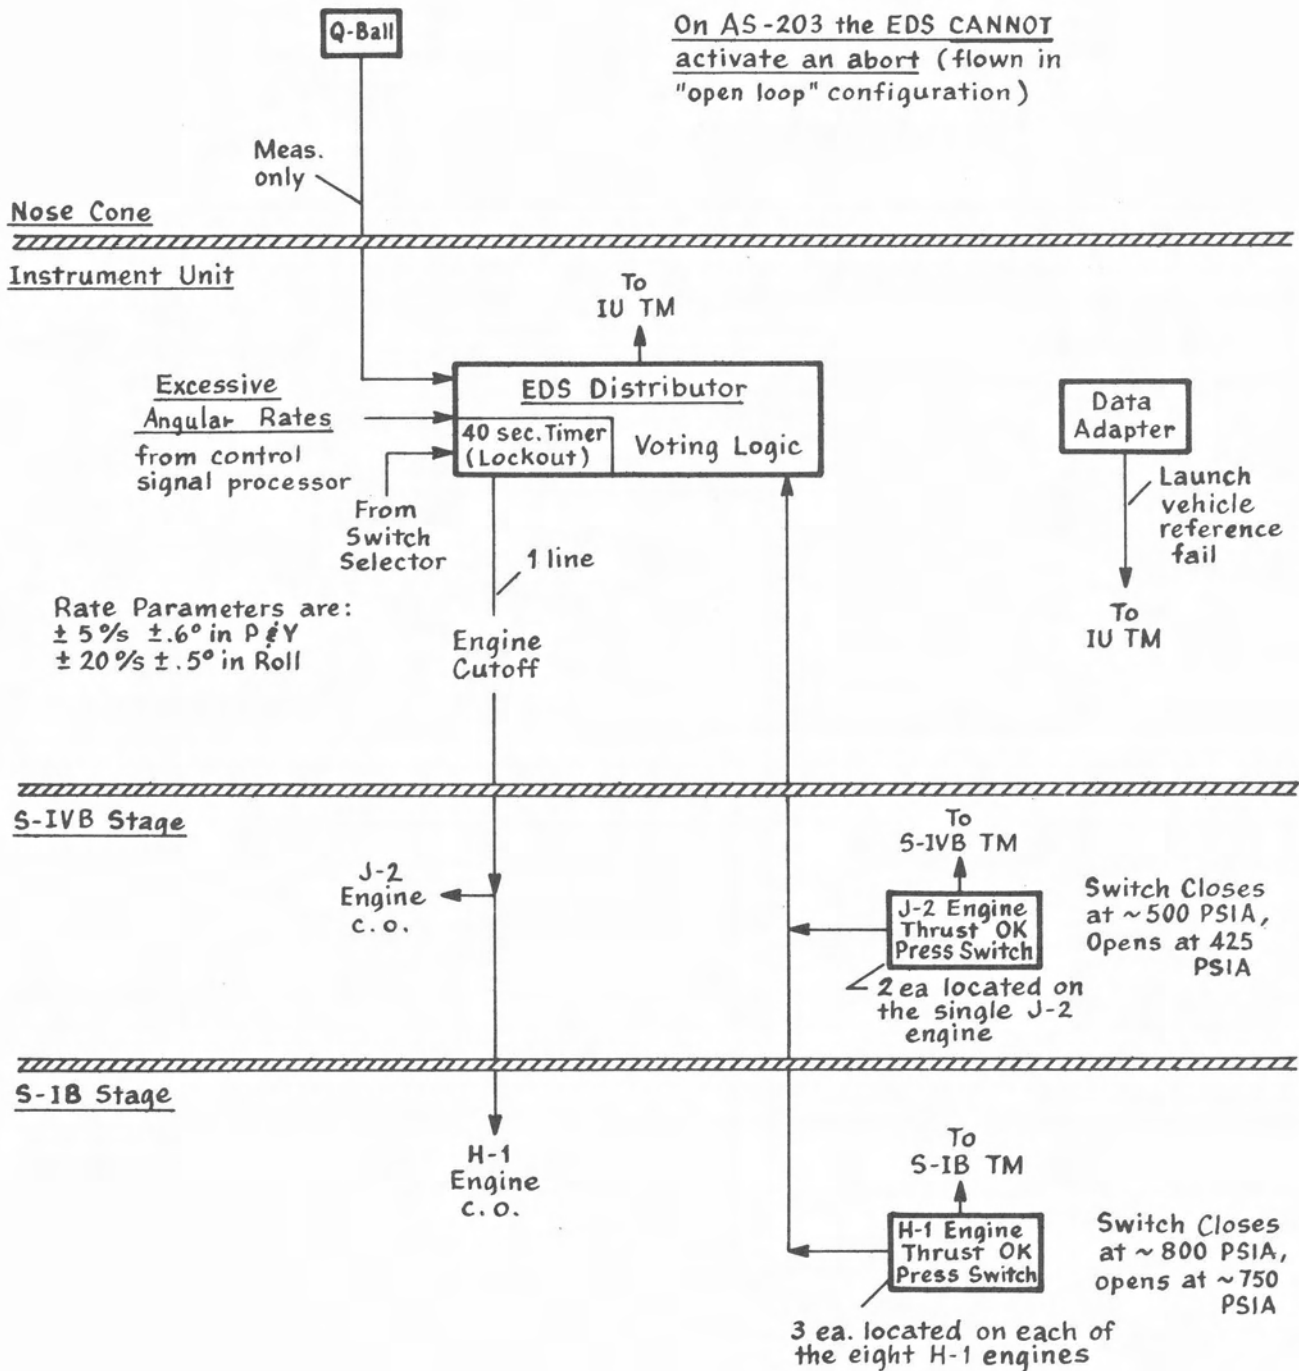 Q-Ball
On AS-203 the EDS CANNOT
activate an abort (flown in
"open loop" configuration)
Meas.
only
Nose Cone
Instrument Unit
To
IU TM
EDS Distributor
40 sec. Timer
(Lockout)
Voting Logic
Excessive
Angular Rates
from control
signal processor
From
Switch
Selector
1 line
Data
Adapter
Launch
vehicle
reference
fail
To
IU TM
Rate Parameters are:
± 5°/s ±.6° in P & Y
± 20°/s ±.5° in Roll
Engine
Cutoff
S-IVB Stage
To
S-IVB TM
J-2
Engine
C.O.
J-2 Engine
Thrust OK
Press Switch
Switch Closes
at ~500 PSIA,
Opens at 425
PSIA
2 ea located on
the single J-2
engine
S-IB Stage
H-1
Engine
C.O.
To
S-IB TM
H-1 Engine
Thrust OK
Press Switch
Switch Closes
at ~ 800 PSIA,
opens at ~750
PSIA
3 ea. located on each of
the eight H-1 engines